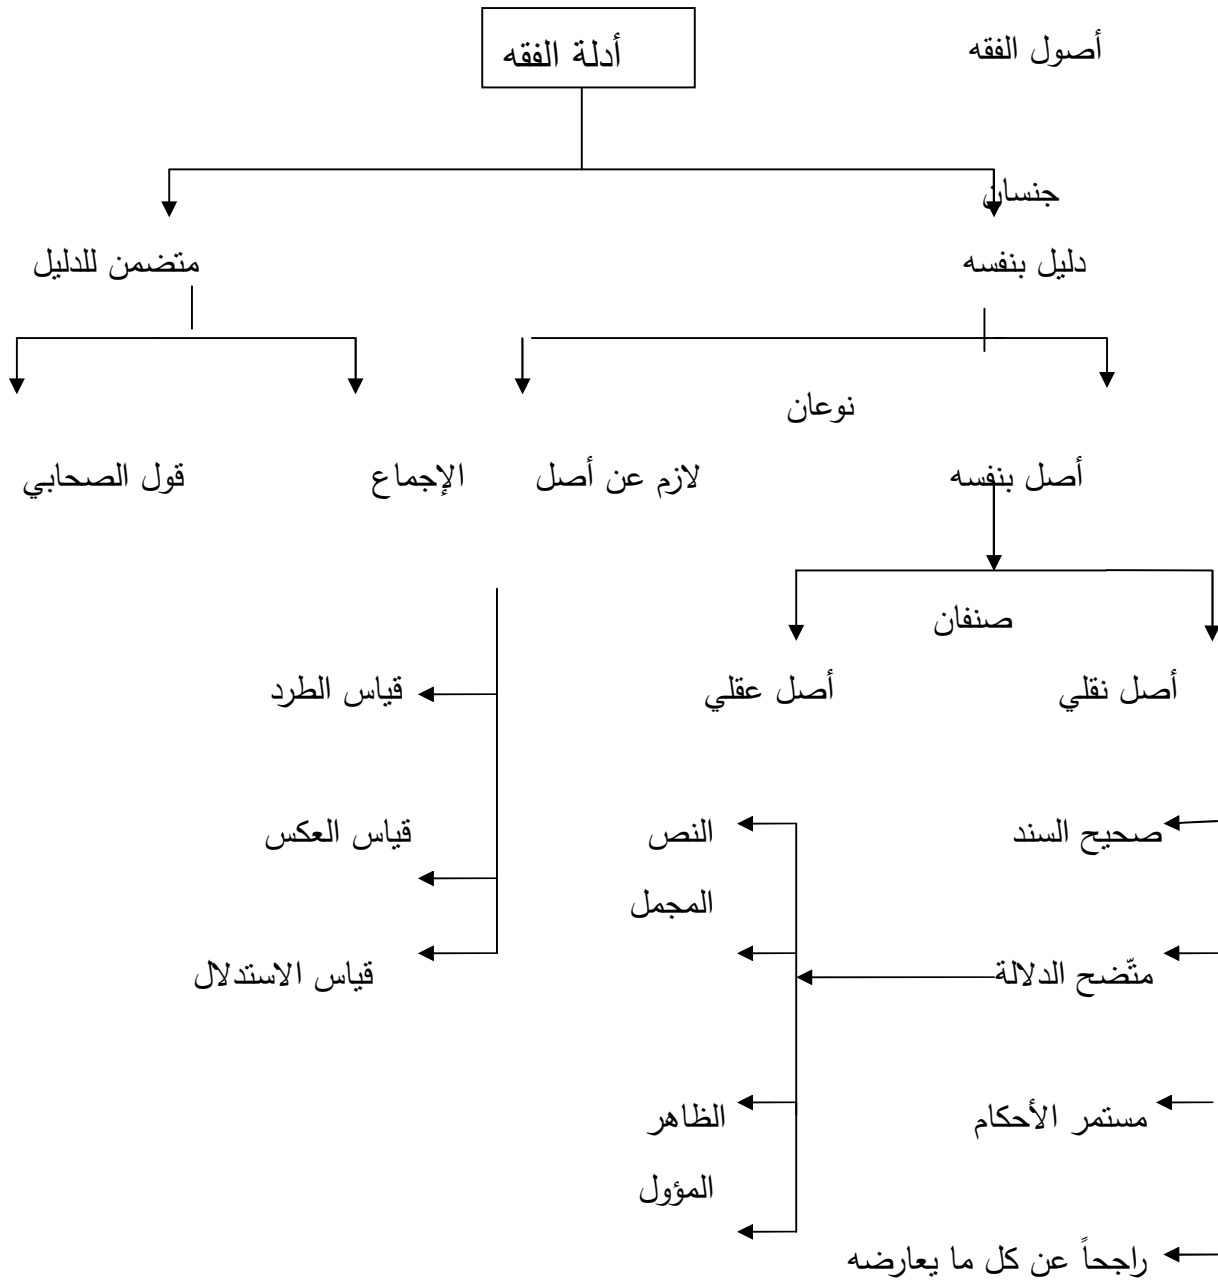 أصول الفقه
أدلة الفقه
جنسان
دليل بنفسه
متضمن للدليل
نوعان
أصل بنفسه
لازم عن أصل
الإجماع
قول الصحابي
صنفان
أصل نقلي
أصل عقلي
قياس الطرد
صحيح السند
النص
قياس العكس
المجمل
متّضح الدلالة
قياس الاستدلال
مستمر الأحكام
الظاهر
المؤول
راجحاً عن كل ما يعارضه